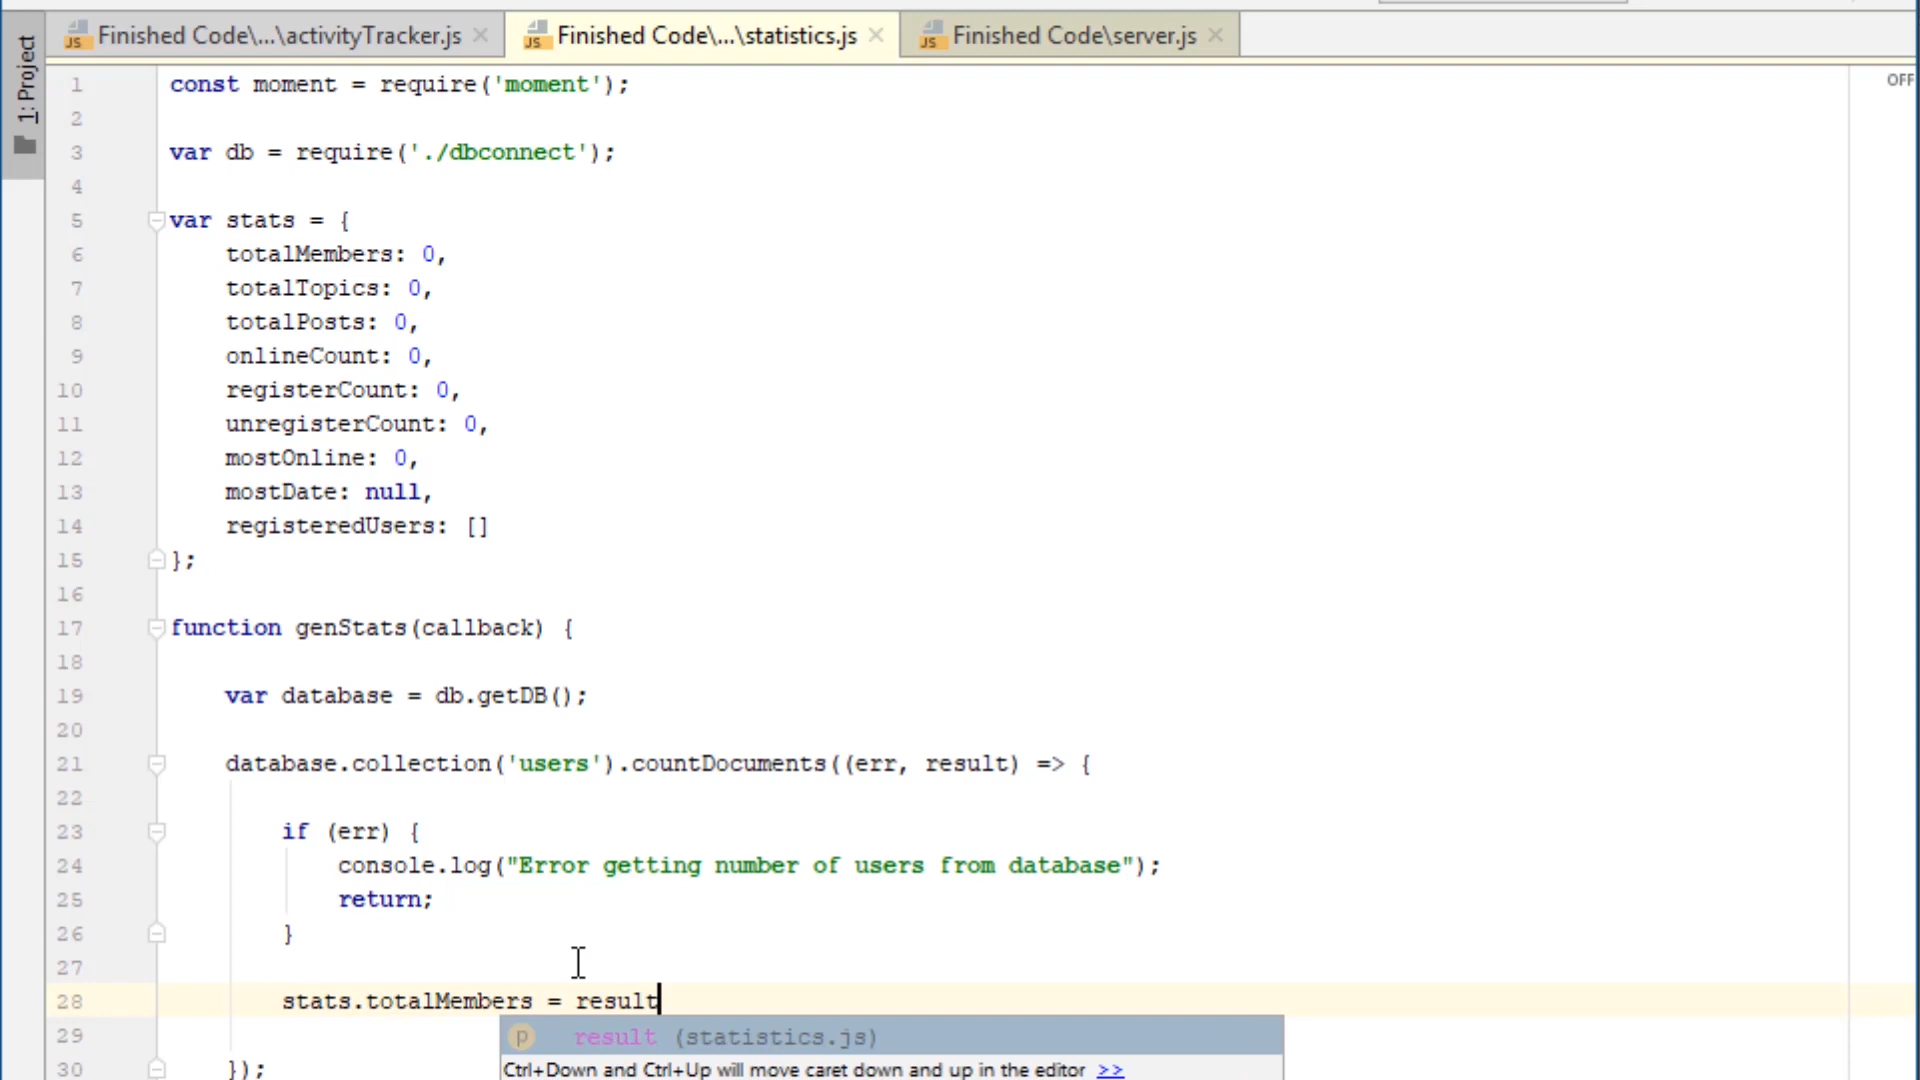 1: Project
Finished Code\...\activityTracker.js
Finished Code\...\statistics.js
Finished Code\server.js
OFF
1 const moment = require('moment');
2
3 var db = require('./dbconnect');
4
5 var stats = {
6     totalMembers: 0,
7     totalTopics: 0,
8     totalPosts: 0,
9     onlineCount: 0,
10     registerCount: 0,
11     unregisterCount: 0,
12     mostOnline: 0,
13     mostDate: null,
14     registeredUsers: []
15 };
16
17 function genStats(callback) {
18
19     var database = db.getDB();
20
21     database.collection('users').countDocuments((err, result) => {
22
23         if (err) {
24             console.log("Error getting number of users from database");
25             return;
26         }
27
28         stats.totalMembers = result
29
p result (statistics.js)
30     });
Ctrl+Down and Ctrl+Up will move caret down and up in the editor >>